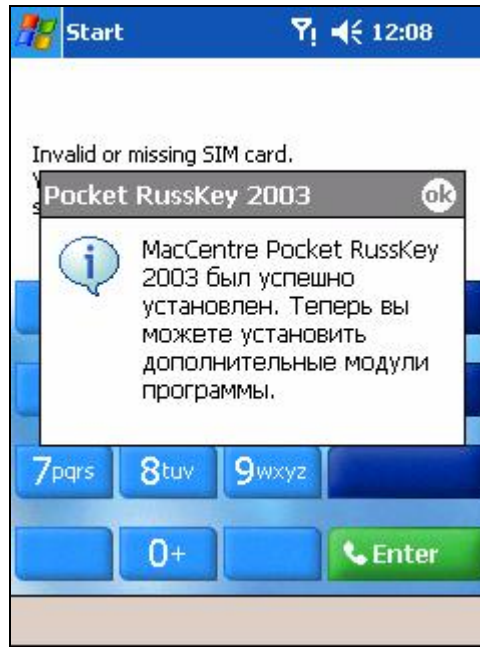 Start 12:08
Invalid or missing SIM card.
Pocket RussKey 2003 ok
MacCentre Pocket RussKey
2003 был успешно
установлен. Теперь вы
можете установить
дополнительные модули
программы.
7pqrs 8tuv 9wxyz
0+ Enter